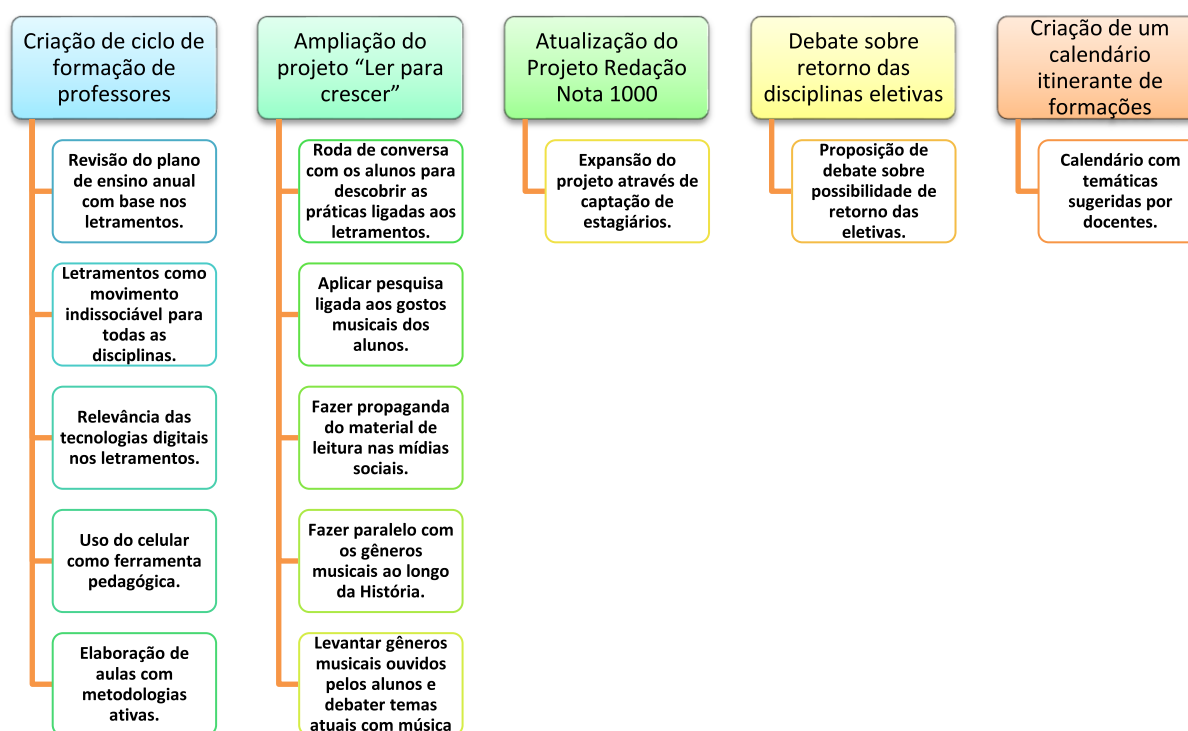 Criação de ciclo de
formação de
professores
Revisão do plano
de ensino anual
com base nos
letramentos.
Letramentos como
movimento
indissociável para
todas as
disciplinas.
Relevância das
tecnologias digitais
nos letramentos.
Uso do celular
como ferramenta
pedagógica.
Elaboração de
aulas com
metodologias
ativas.
Ampliação do
projeto “Ler para
crescer”
Roda de conversa
com os alunos para
descobrir as
práticas ligadas aos
letramentos.
Aplicar pesquisa
ligada aos gostos
musicais dos
alunos.
Fazer propaganda
do material de
leitura nas mídias
sociais.
Fazer paralelo com
os gêneros
musicais ao longo
da História.
Levantar gêneros
musicais ouvidos
pelos alunos e
debater temas
atuais com música
Atualização do
Projeto Redação
Nota 1000
Expansão do
projeto através de
captação de
estagiários.
Debate sobre
retorno das
disciplinas eletivas
Proposição de
debate sobre
possibilidade de
retorno das
eletivas.
Criação de um
calendário
itinerante de
formações
Calendário com
temáticas
sugeridas por
docentes.